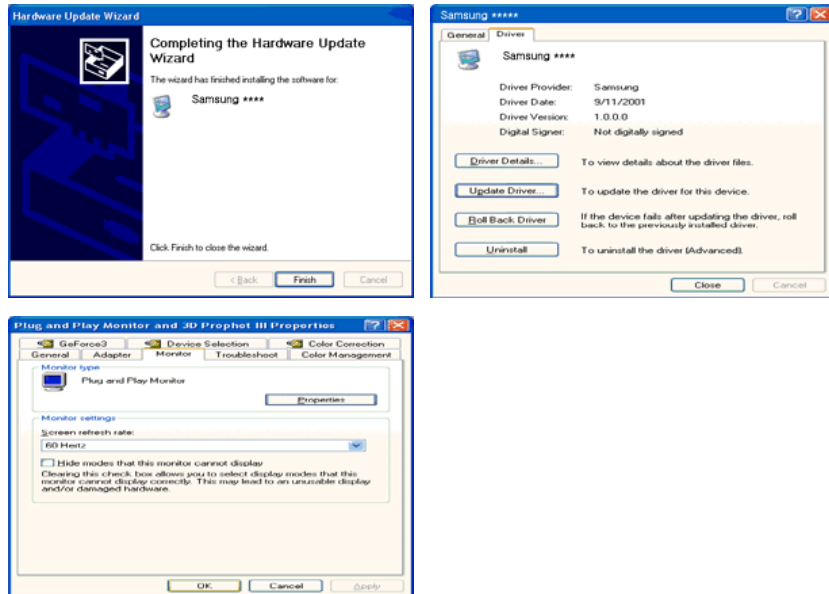 Hardware Update Wizard
Completing the Hardware Update
Wizard
The wizard has finished installing the software for:
Samsung ****
Click Finish to close the wizard.
< Back
Finish
Cancel
Samsung *****
General
Driver
Samsung ****
Driver Provider: Samsung
Driver Date: 9/11/2001
Driver Version: 1.0.0.0
Digital Signer: Not digitally signed
Driver Details... To view details about the driver files.
Update Driver... To update the driver for this device.
Roll Back Driver If the device fails after updating the driver, roll
back to the previously installed driver.
Uninstall To uninstall the driver (Advanced).
Close
Cancel
Plug and Play Monitor and 3D Prophet III Properties
GeForce3 Device Selection Color Correction
General Adapter Monitor Troubleshoot Color Management
Monitor type
Plug and Play Monitor
Properties
Monitor settings
Screen refresh rate:
60 Hertz
Hide modes that this monitor cannot display
Clearing this check box allows you to select display modes that this
monitor cannot display correctly. This may lead to an unusable display
and/or damaged hardware.
OK Cancel Apply